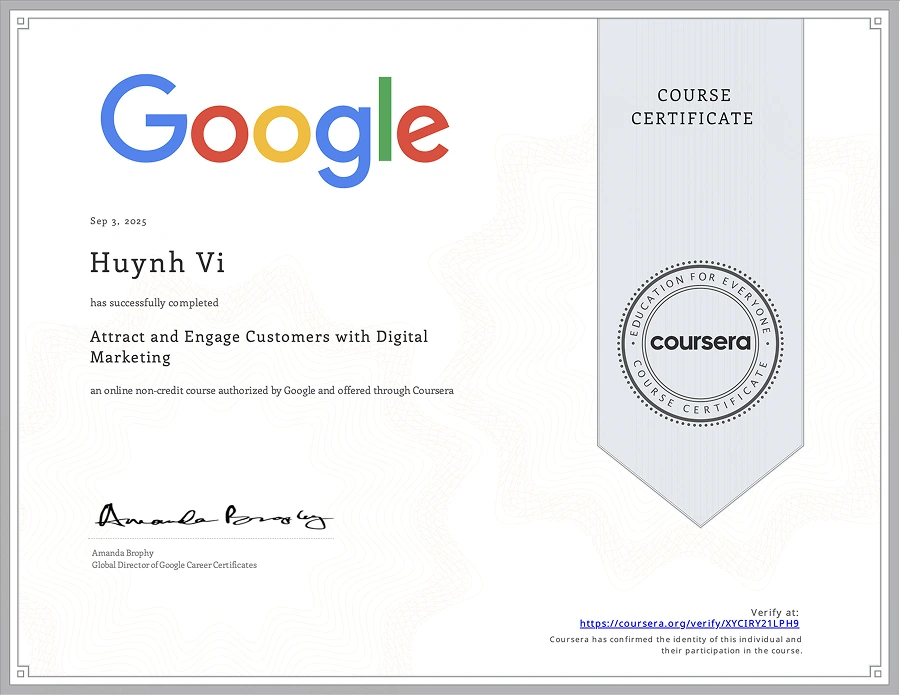 Google
COURSE
CERTIFICATE
Sep 3, 2025
Huynh Vi
has successfully completed
Attract and Engage Customers with Digital
Marketing
an online non-credit course authorized by Google and offered through Coursera
EDUCATION FOR EVERYONE
coursera
COURSE CERTIFICATE
Amanda Brophy
Amanda Brophy
Global Director of Google Career Certificates
Verify at:
https://coursera.org/verify/XYCIRY21LPH9
Coursera has confirmed the identity of this individual and
their participation in the course.